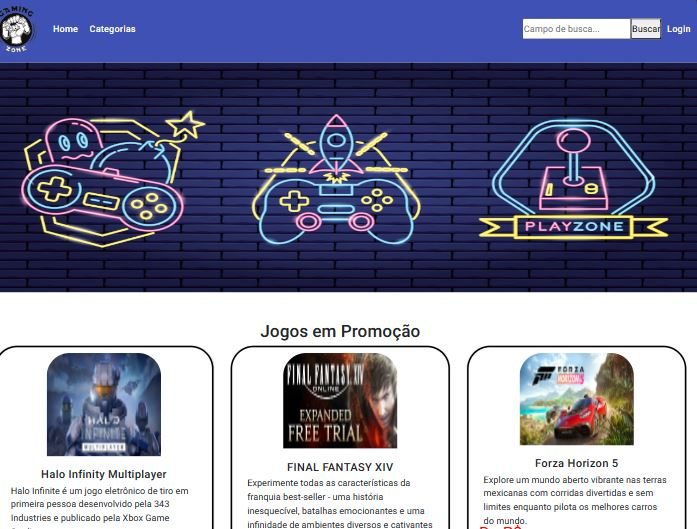 GAMING
ZONE
Home Categorias
Campo de busca... Buscar Login
PLAYZONE
Jogos em Promoção
HALO
INFINITE
MULTIPLAYER
Halo Infinity Multiplayer
Halo Infinite é um jogo eletrônico de tiro em
primeira pessoa desenvolvido pela 343
Industries e publicado pela Xbox Game
FINAL FANTASY XIV
ONLINE
EXPANDED
FREE TRIAL
FINAL FANTASY XIV
Experimente todas as características da
franquia best-seller - uma história
inesquecível, batalhas emocionantes e uma
infinidade de ambientes diversos e cativantes
FORZA
HORIZON 5
Forza Horizon 5
Explore um mundo aberto vibrante nas terras
mexicanas com corridas divertidas e sem
limites enquanto pilota os melhores carros
do mundo.